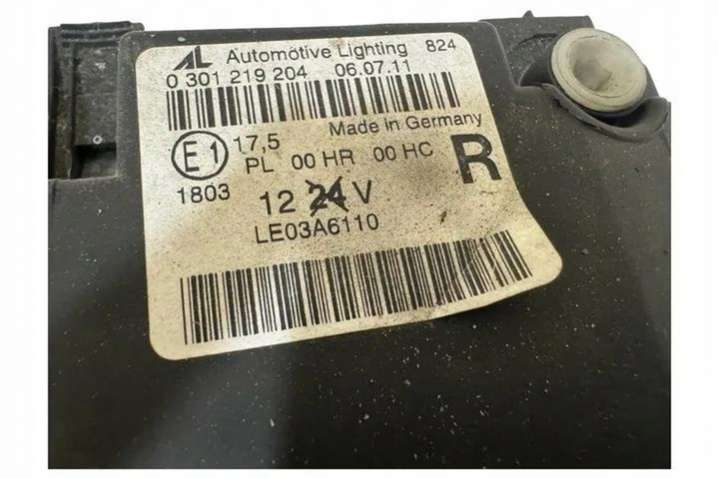 AL Automotive Lighting 824
0 301 219 204 06.07.11
Made in Germany
E1 17,5
PL 00 HR 00 HC R
1803
12 24 V
LE03A6110